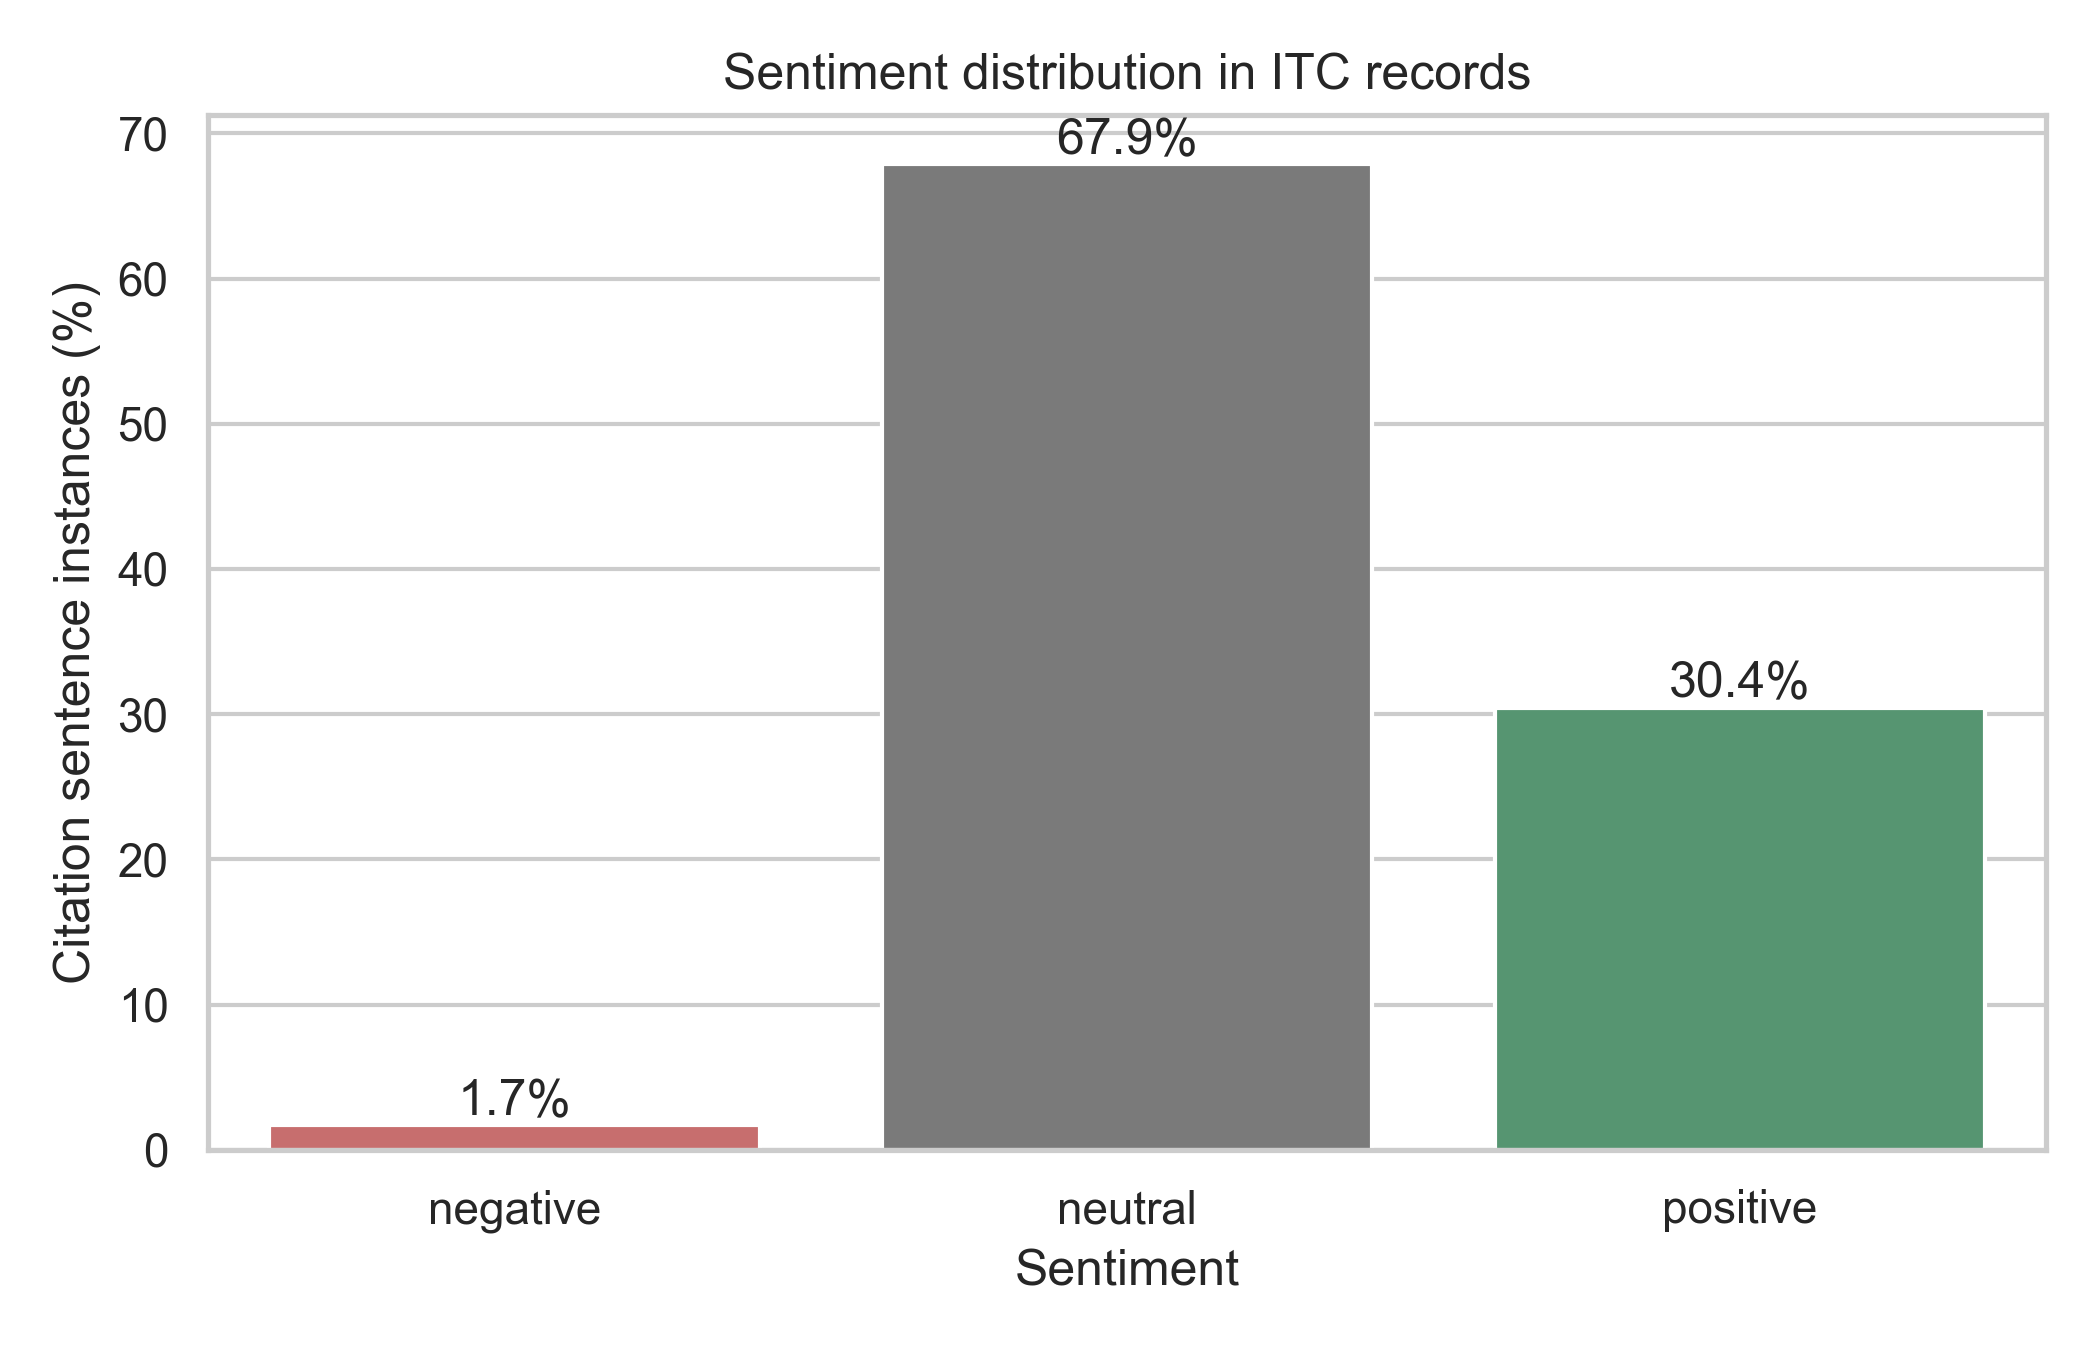 Sentiment distribution in ITC records
Citation sentence instances (%)
70
60
50
40
30
20
10
0
1.7%
67.9%
30.4%
negative
neutral
positive
Sentiment